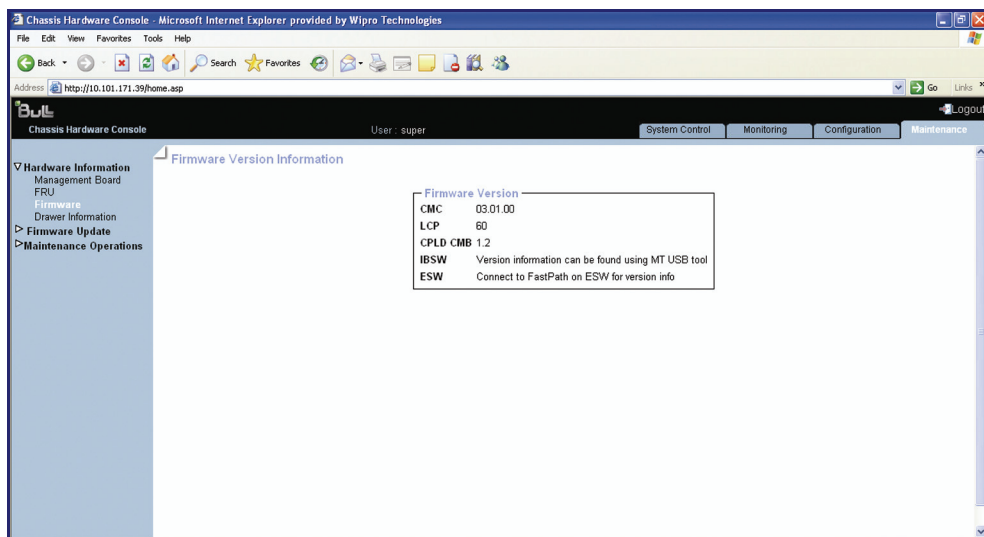 Chassis Hardware Console - Microsoft Internet Explorer provided by Wipro Technologies
File Edit View Favorites Tools Help
Back Search Favorites
Address http://10.101.171.39/home.asp Go Links »
Bull Logout
Chassis Hardware Console User : super System Control Monitoring Configuration Maintenance
Firmware Version Information
Hardware Information
Management Board
FRU
Firmware
Drawer Information
Firmware Update
Maintenance Operations
Firmware Version
CMC 03.01.00
LCP 60
CPLD CMB 1.2
IBSW Version information can be found using MT USB tool
ESW Connect to FastPath on ESW for version info